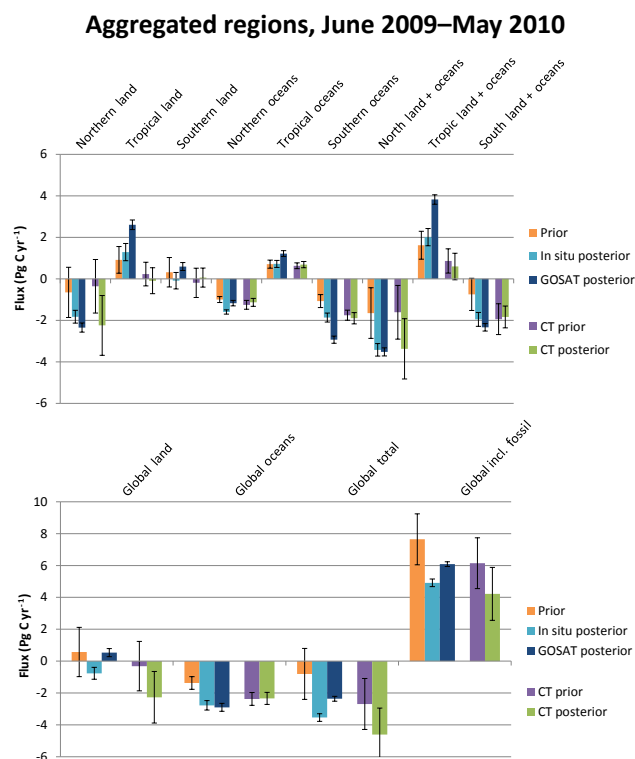 Aggregated regions, June 2009–May 2010
Northern land
Tropical land
Southern land
Northern oceans
Tropical oceans
Southern oceans
North land + oceans
Tropic land + oceans
South land + oceans
Flux (Pg C yr⁻¹)
6
4
2
0
-2
-4
-6
Prior
In situ posterior
GOSAT posterior
CT prior
CT posterior
Global land
Global oceans
Global total
Global incl. fossil
Flux (Pg C yr⁻¹)
10
8
6
4
2
0
-2
-4
-6
Prior
In situ posterior
GOSAT posterior
CT prior
CT posterior